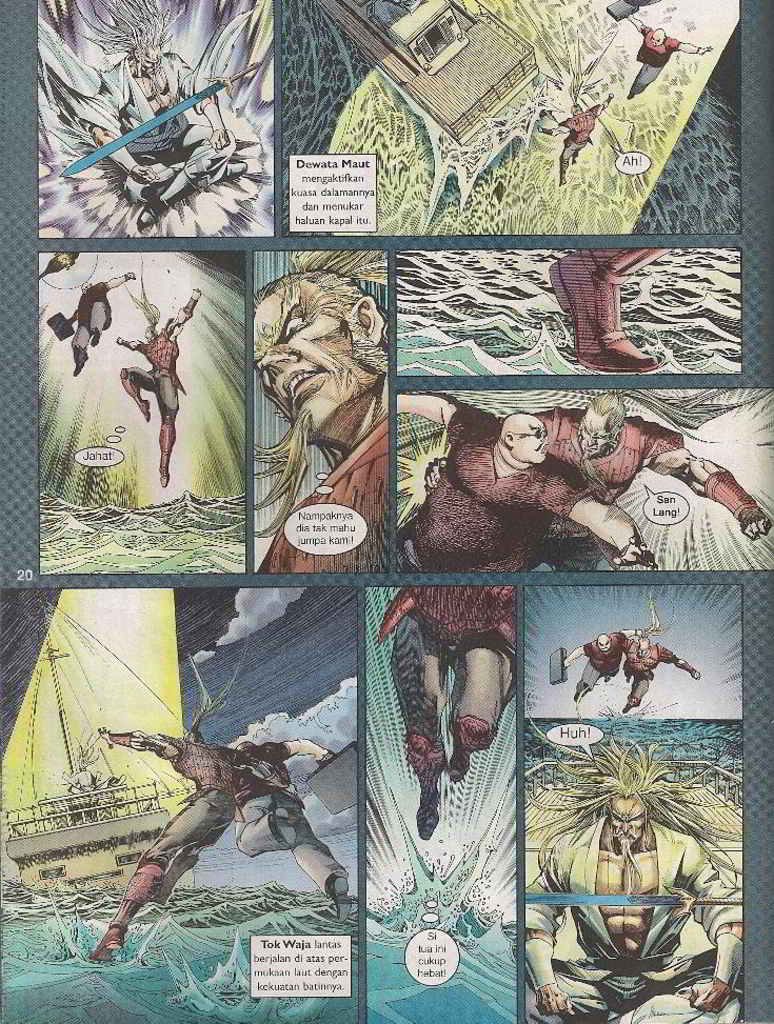 Dewata Maut
mengaktifkan
kuasa dalamannya
dan menukar
haluan kapal itu.
Ah!
Jahat!
Nampaknya
dia tak mahu
jumpa kami!
San
Lang!
20
Tok Waja lantas
berjalan di atas per-
mukaan laut dengan
kekuatan batinnya.
Si
tua ini
cukup
hebat!
Huh!